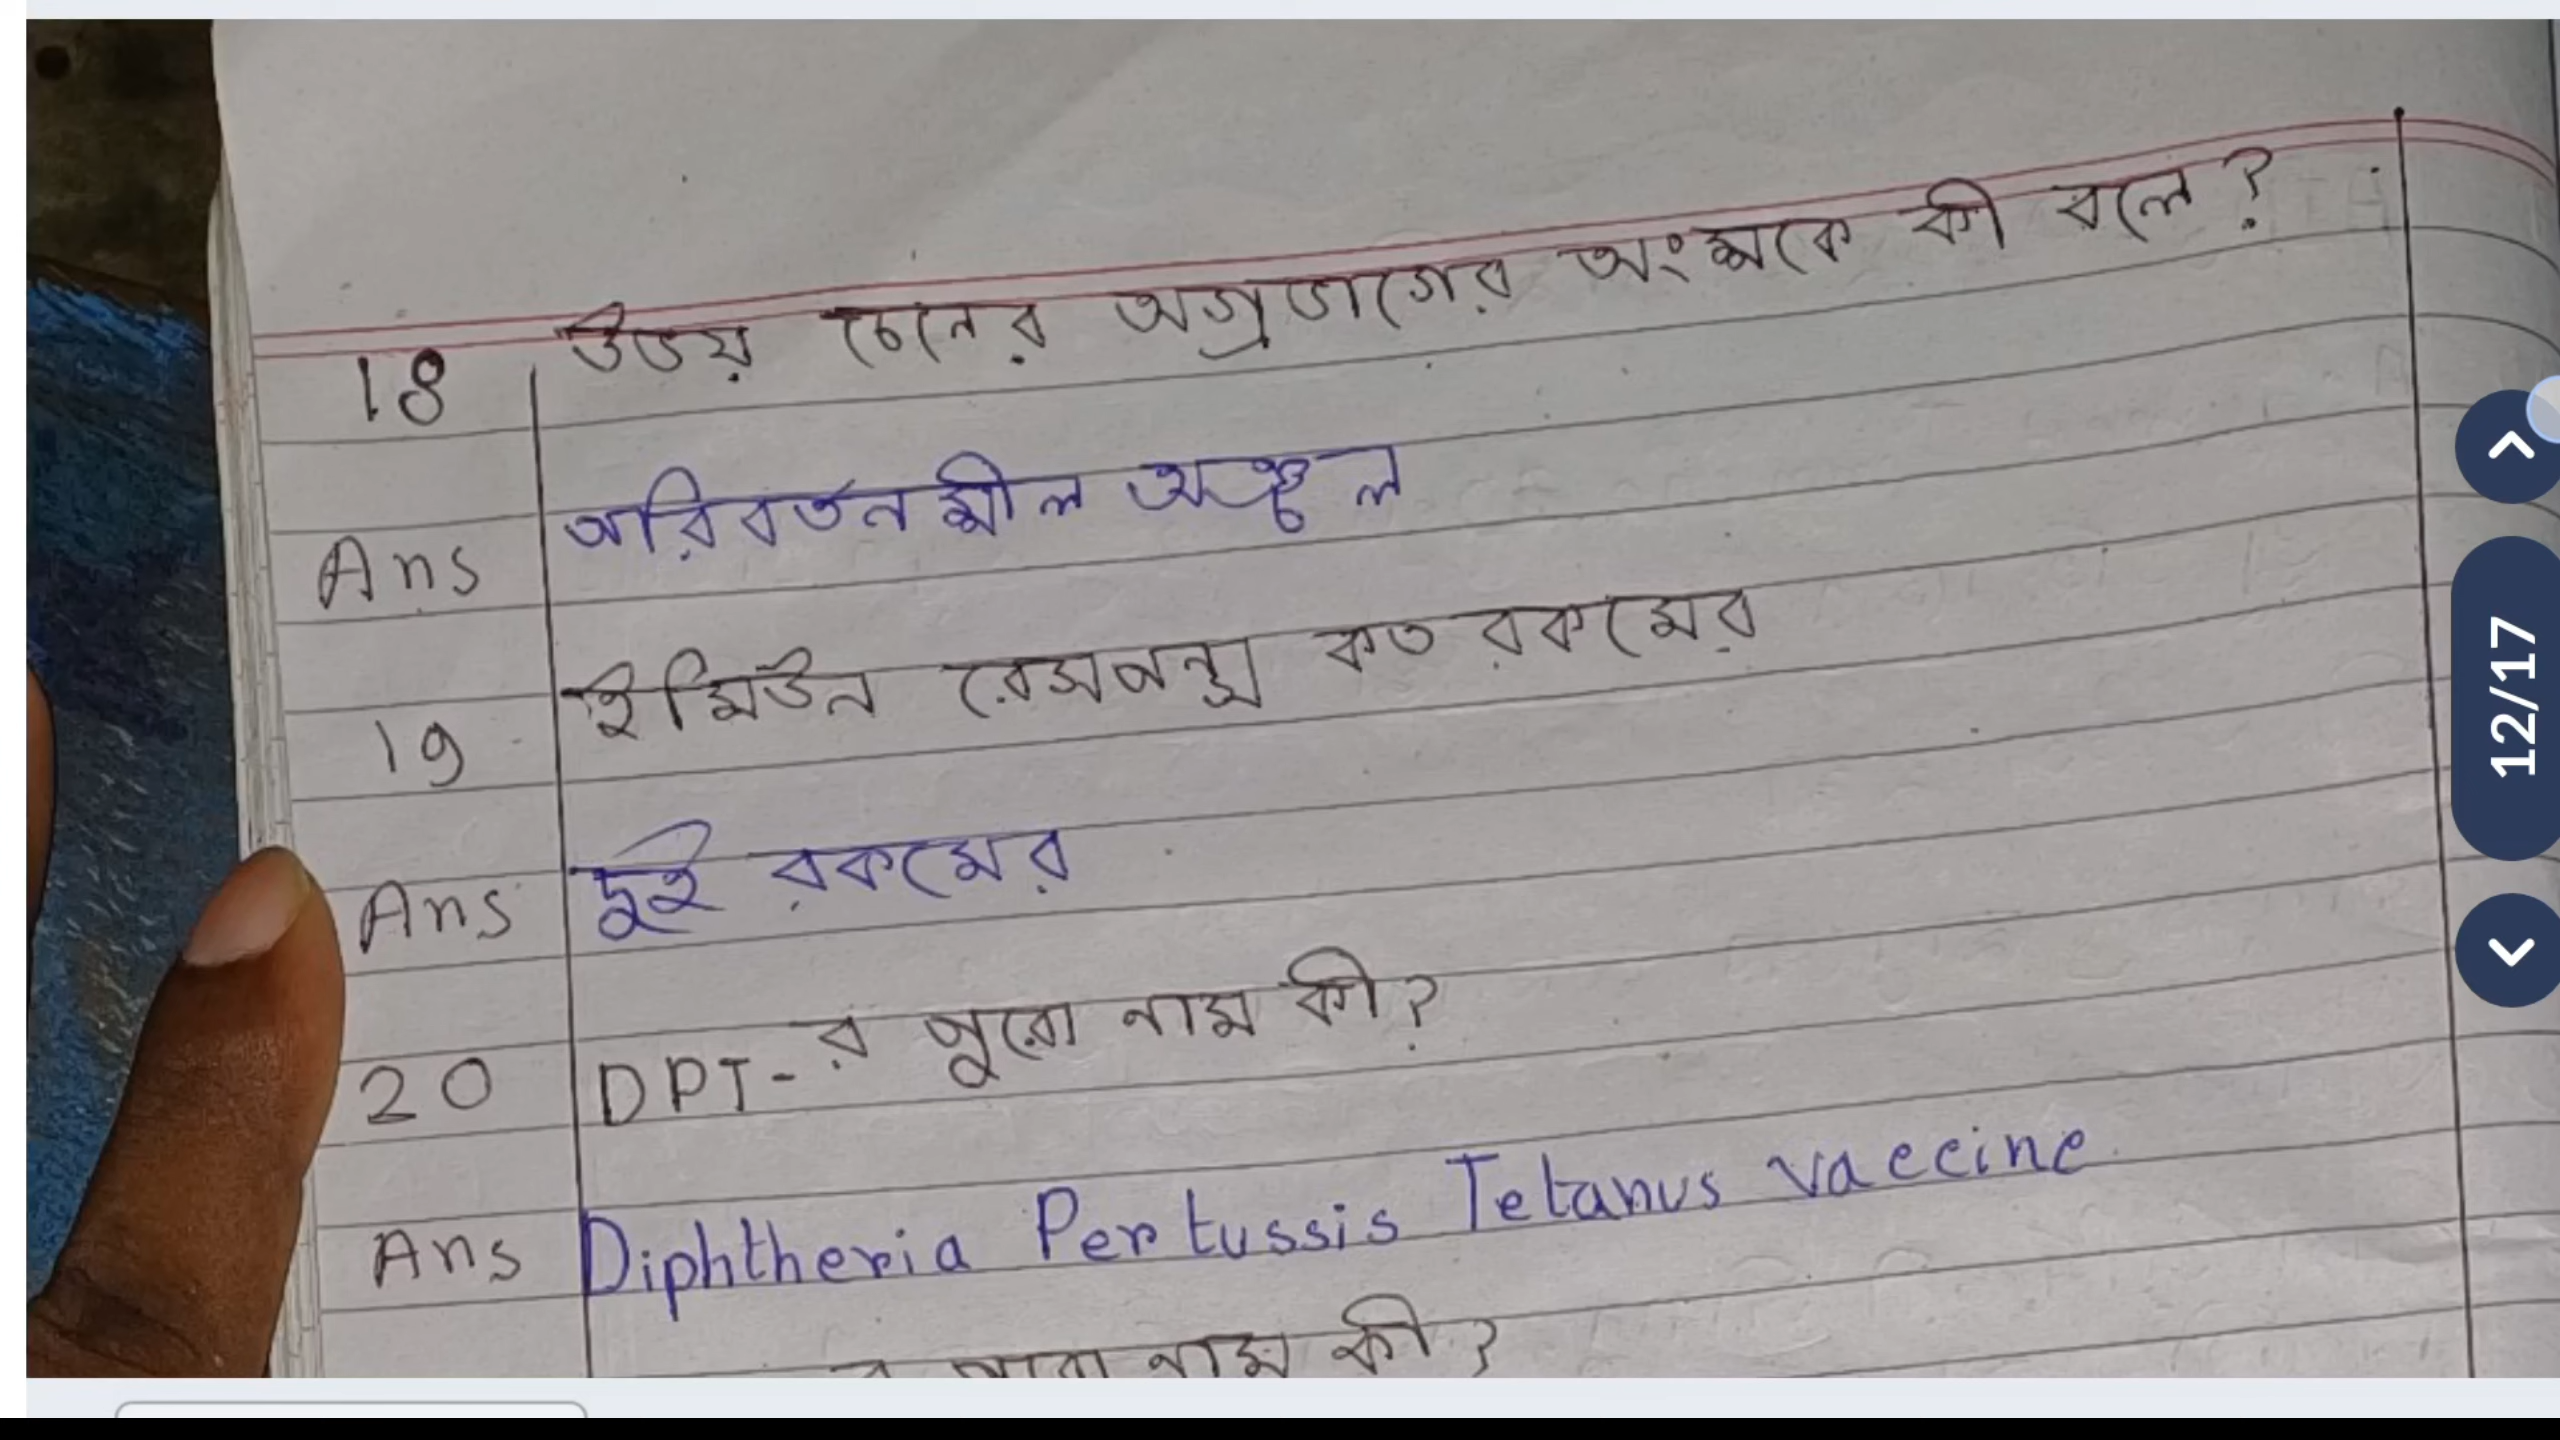 18 উভয় চেনের অগ্রভাগের অংশকে কী বলে?
Ans পরিবর্তনশীল অঞ্চল
19 ইমিউন রেসপন্স কত রকমের
Ans দুই রকমের
20 DPT-র পুরো নাম কী?
Ans Diphtheria Pertussis Tetanus vaccine
নাম কী?
12/17